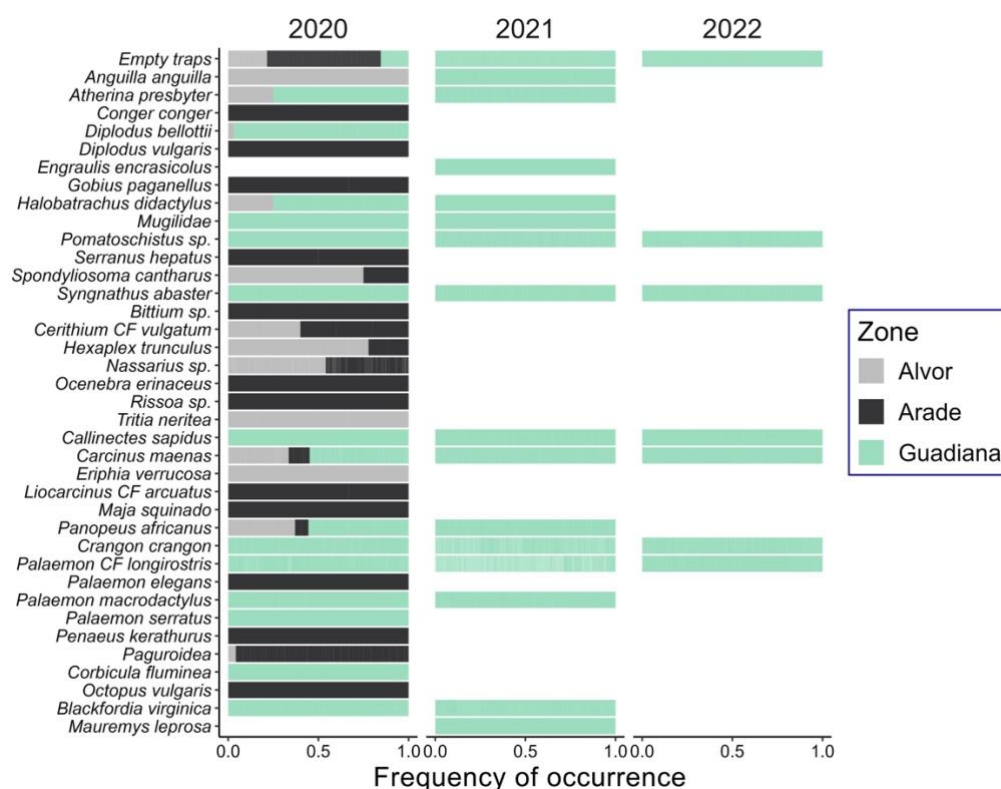 2020 2021 2022
Empty traps
Anguilla anguilla
Atherina presbyter
Conger conger
Diplodus bellottii
Diplodus vulgaris
Engraulis encrasicolus
Gobius paganellus
Halobatrachus didactylus
Mugilidae
Pomatoschistus sp.
Serranus hepatus
Spondyliosoma cantharus
Syngnathus abaster
Bittium sp.
Cerithium CF vulgatum
Hexaplex trunculus
Nassarius sp.
Ocenebra erinaceus
Rissoa sp.
Tritia neritea
Callinectes sapidus
Carcinus maenas
Eriphia verrucosa
Liocarcinus CF arcuatus
Maja squinado
Panopeus africanus
Crangon crangon
Palaemon CF longirostris
Palaemon elegans
Palaemon macrodactylus
Palaemon serratus
Penaeus kerathurus
Paguroidea
Corbicula fluminea
Octopus vulgaris
Blackfordia virginica
Mauremys leprosa
0.0 0.5 1.0 0.0 0.5 1.0 0.0 0.5 1.0
Frequency of occurrence
Zone
Alvor
Arade
Guadiana